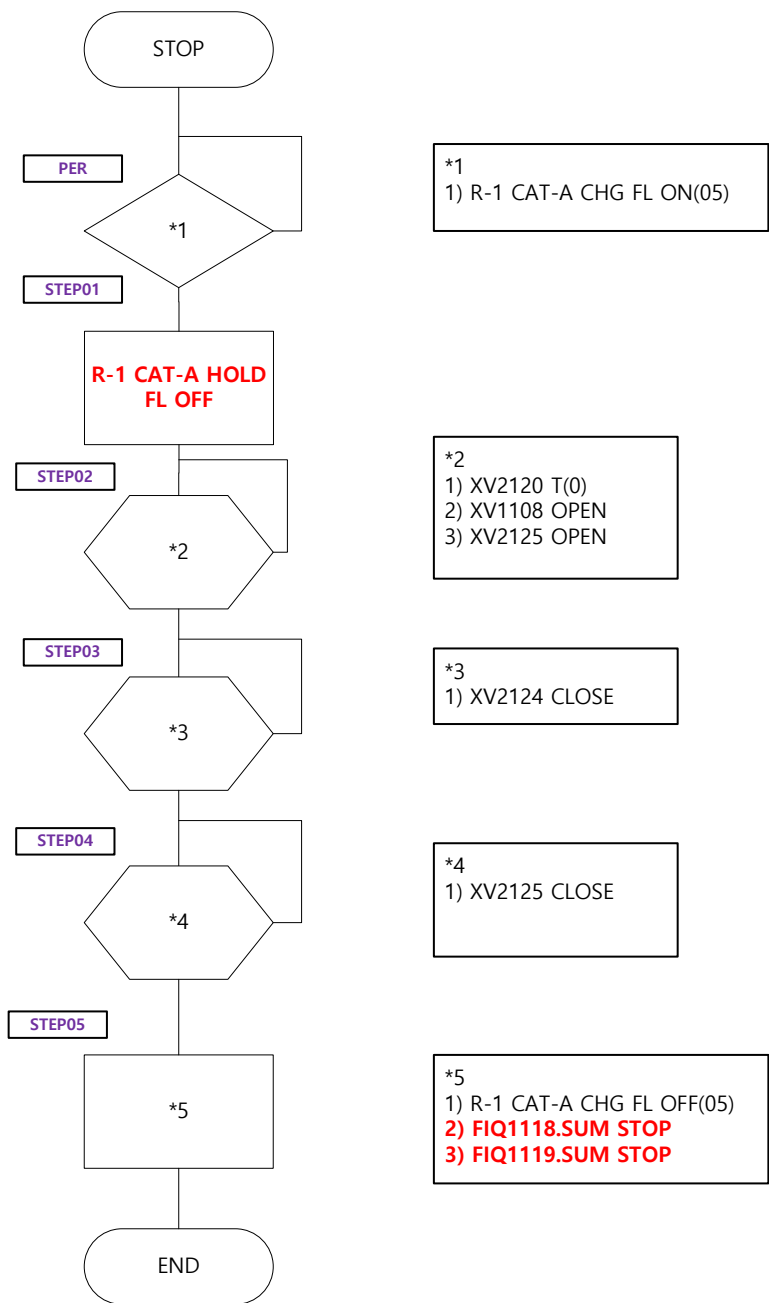 STOP
PER
*1
*1
1) R-1 CAT-A CHG FL ON(05)
STEP01
R-1 CAT-A HOLD
FL OFF
STEP02
*2
*2
1) XV2120 T(0)
2) XV1108 OPEN
3) XV2125 OPEN
STEP03
*3
*3
1) XV2124 CLOSE
STEP04
*4
*4
1) XV2125 CLOSE
STEP05
*5
*5
1) R-1 CAT-A CHG FL OFF(05)
2) FIQ1118.SUM STOP
3) FIQ1119.SUM STOP
END